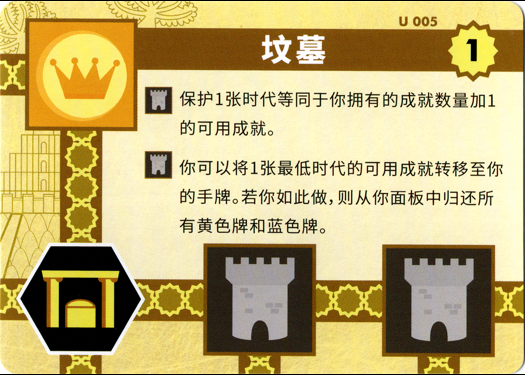 U 005
坟墓
1
保护1张时代等同于你拥有的成就数量加1
的可用成就。
你可以将1张最低时代的可用成就转移至你
的手牌。若你如此做,则从你面板中归还所
有黄色牌和蓝色牌。